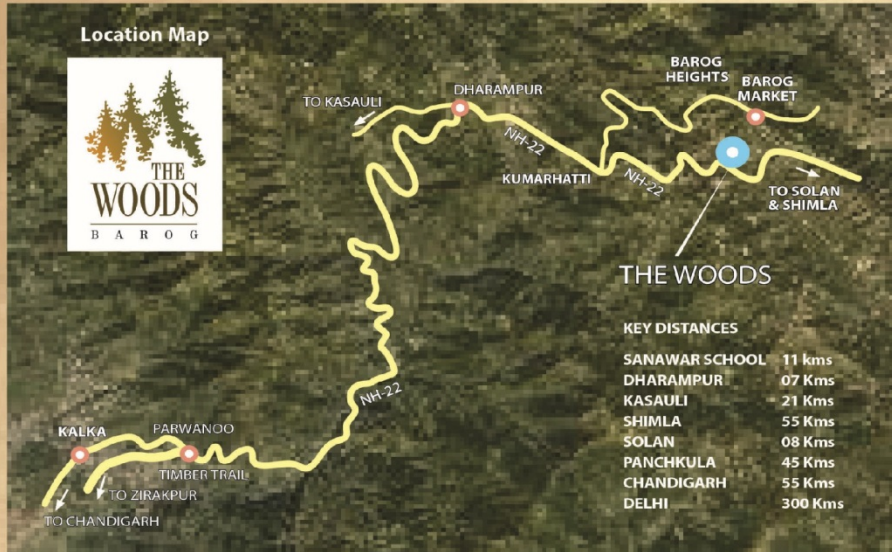 Location Map
THE
WOODS
BAROG
TO KASAULI
DHARAMPUR
NH-22
KUMARHATTI
NH-22
BAROG
HEIGHTS
BAROG
MARKET
TO SOLAN
& SHIMLA
THE WOODS
NH-22
KALKA
PARWANOO
TIMBER TRAIL
TO ZIRAKPUR
TO CHANDIGARH
KEY DISTANCES
SANAWAR SCHOOL 11 kms
DHARAMPUR 07 Kms
KASAULI 21 Kms
SHIMLA 55 Kms
SOLAN 08 Kms
PANCHKULA 45 Kms
CHANDIGARH 55 Kms
DELHI 300 Kms